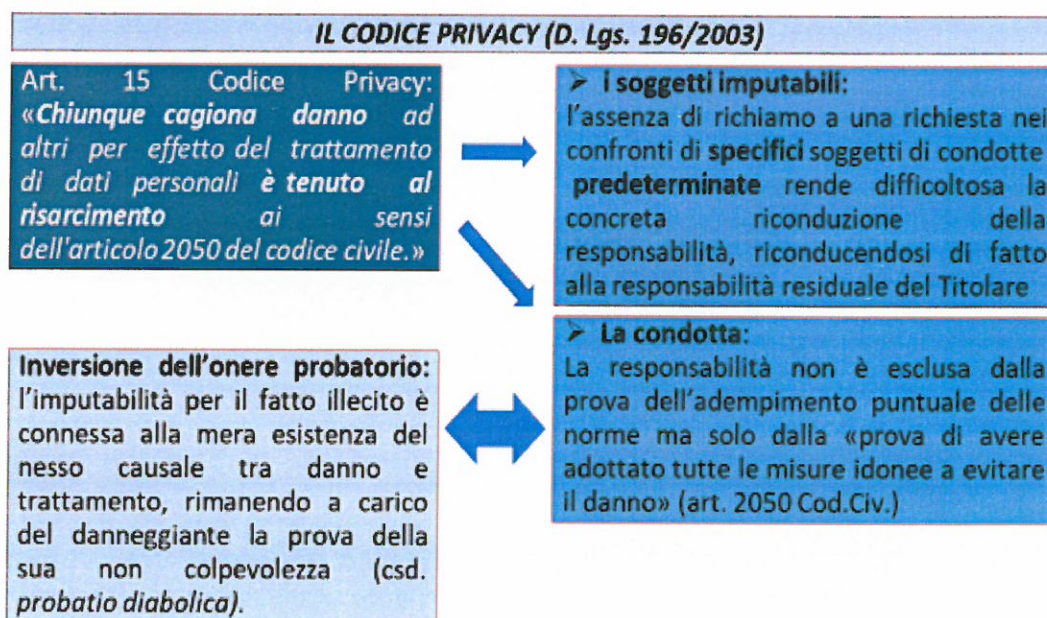 IL CODICE PRIVACY (D. Lgs. 196/2003)
Art. 15 Codice Privacy:
«Chiunque cagiona danno ad
altri per effetto del trattamento
di dati personali è tenuto al
risarcimento ai sensi
dell'articolo 2050 del codice civile.»
➢ I soggetti imputabili:
l'assenza di richiamo a una richiesta nei
confronti di specifici soggetti di condotte
predeterminate rende difficoltosa la
concreta riconduzione della
responsabilità, riconducendosi di fatto
alla responsabilità residuale del Titolare
➢ La condotta:
La responsabilità non è esclusa dalla
prova dell'adempimento puntuale delle
norme ma solo dalla «prova di avere
adottato tutte le misure idonee a evitare
il danno» (art. 2050 Cod.Civ.)
Inversione dell'onere probatorio:
l'imputabilità per il fatto illecito è
connessa alla mera esistenza del
nesso causale tra danno e
trattamento, rimanendo a carico
del danneggiante la prova della
sua non colpevolezza (csd.
probatio diabolica).